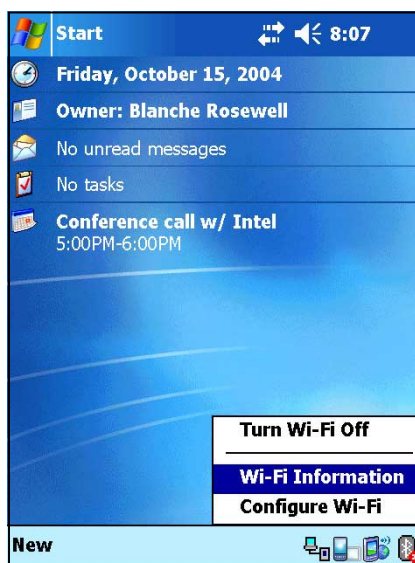 Start 8:07
Friday, October 15, 2004
Owner: Blanche Rosewell
No unread messages
No tasks
Conference call w/ Intel
5:00PM-6:00PM
Turn Wi-Fi Off
Wi-Fi Information
Configure Wi-Fi
New